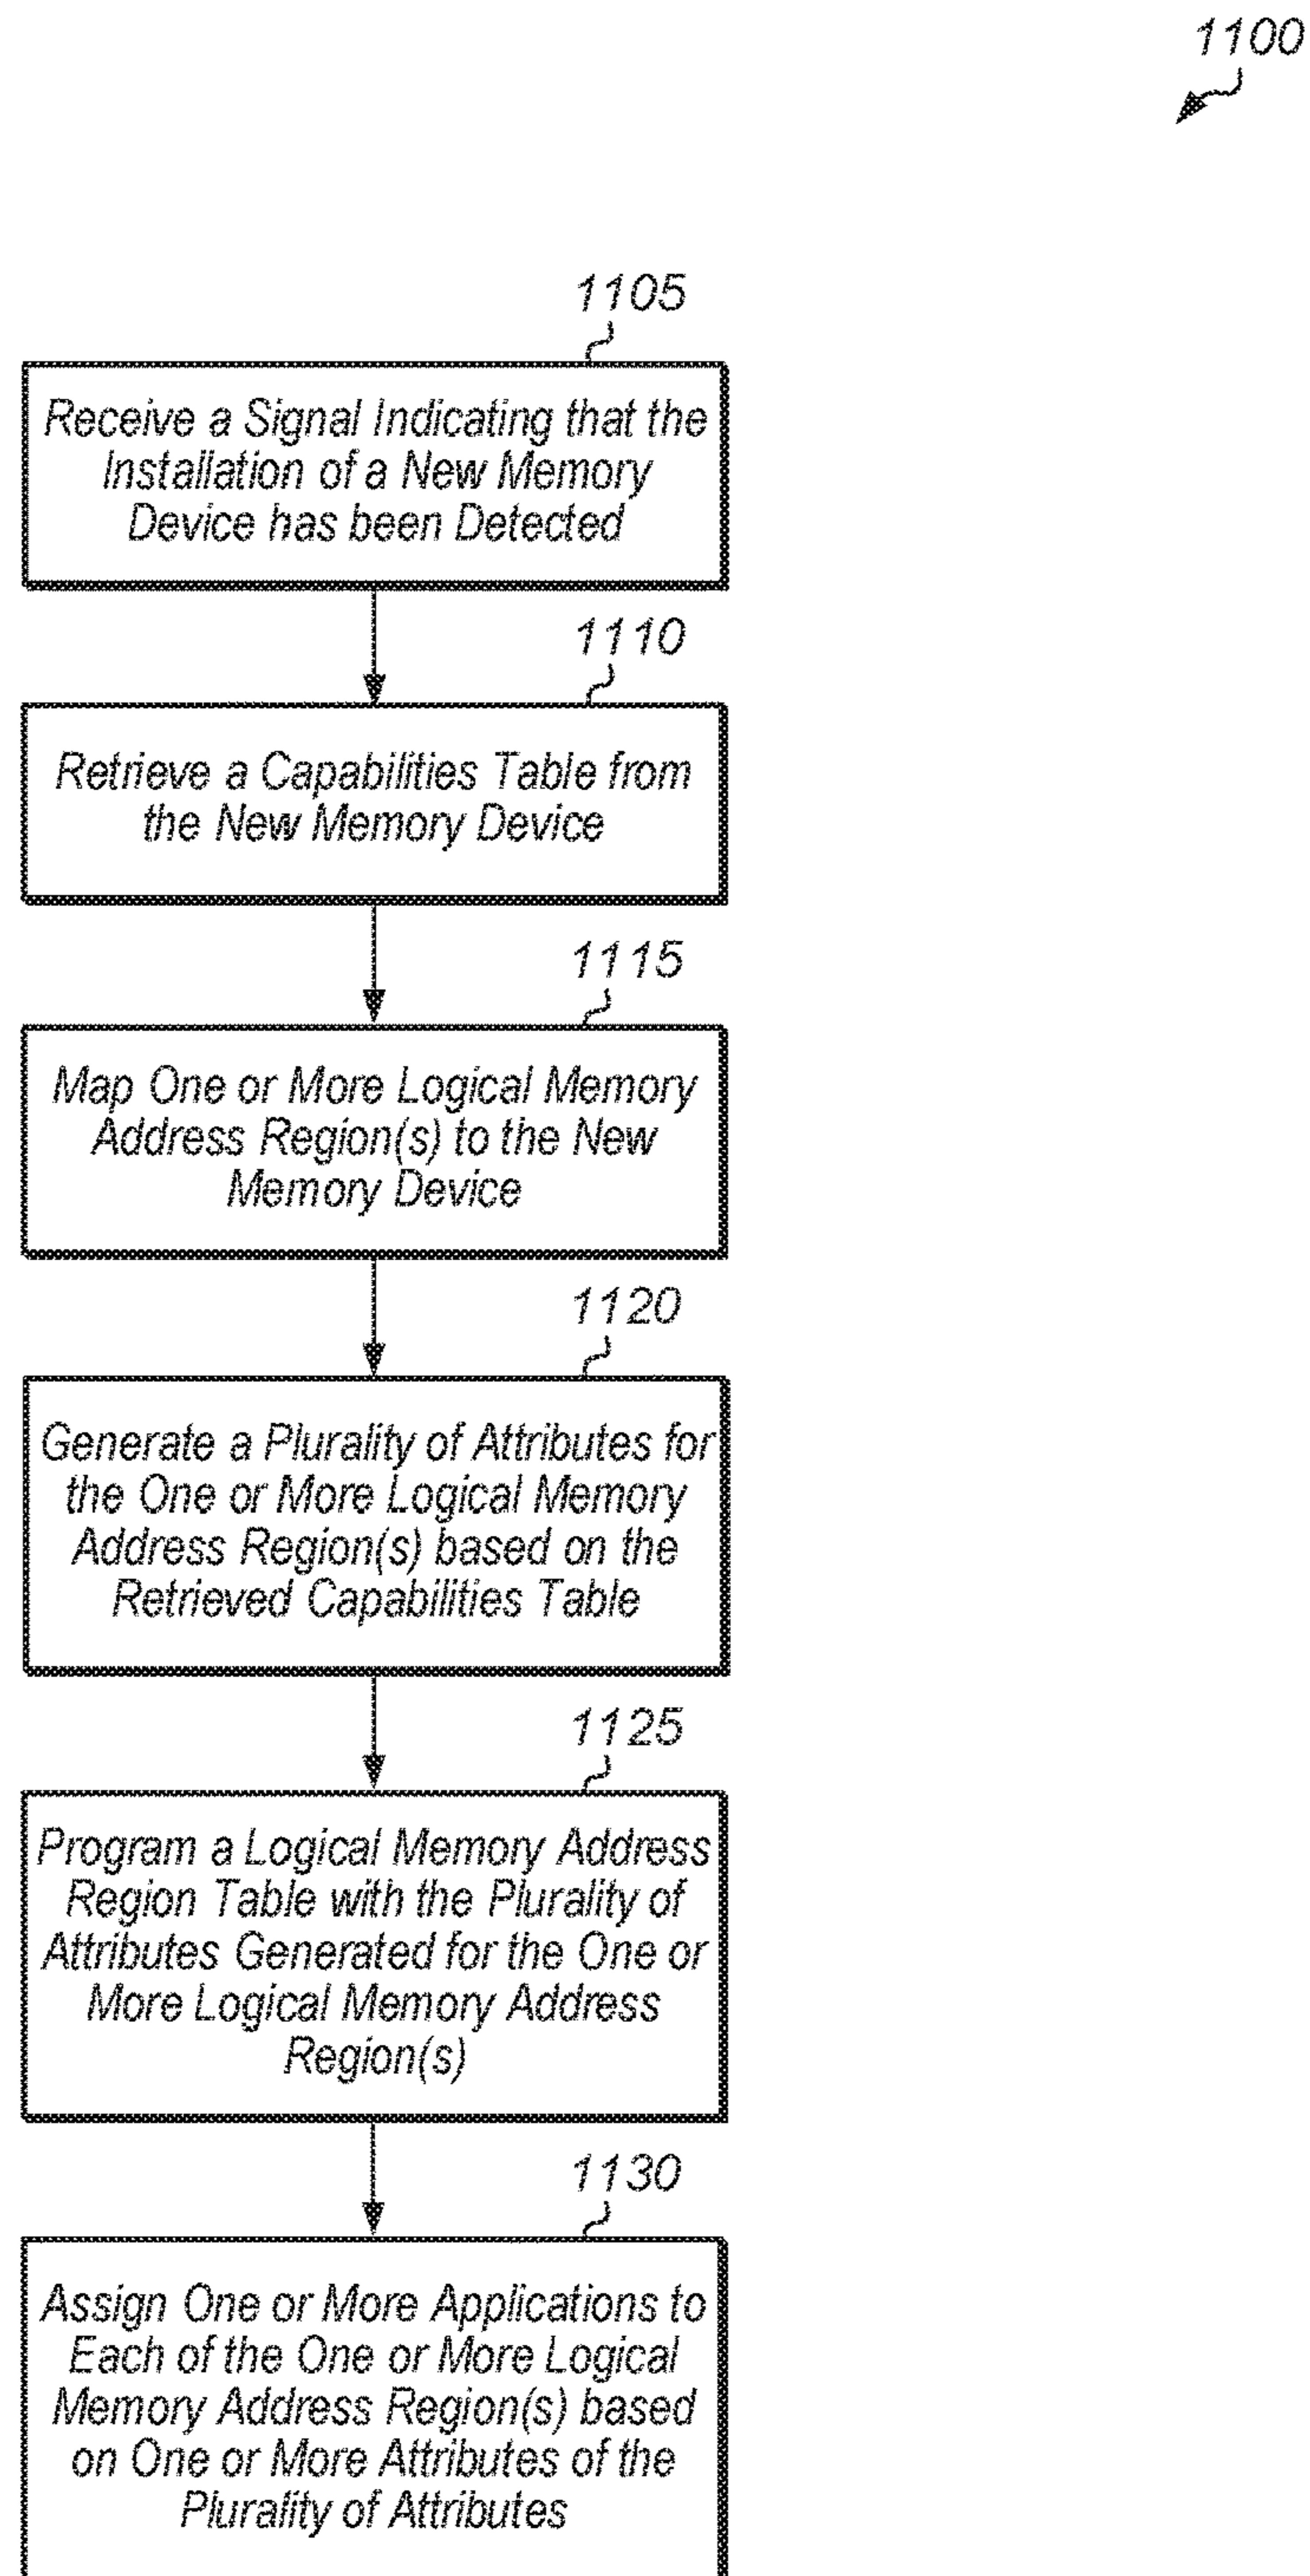 1100
1105
Receive a Signal Indicating that the
Installation of a New Memory
Device has been Detected
1110
Retrieve a Capabilities Table from
the New Memory Device
1115
Map One or More Logical Memory
Address Region(s) to the New
Memory Device
1120
Generate a Plurality of Attributes for
the One or More Logical Memory
Address Region(s) based on the
Retrieved Capabilities Table
1125
Program a Logical Memory Address
Region Table with the Plurality of
Attributes Generated for the One or
More Logical Memory Address
Region(s)
1130
Assign One or More Applications to
Each of the One or More Logical
Memory Address Region(s) based
on One or More Attributes of the
Plurality of Attributes